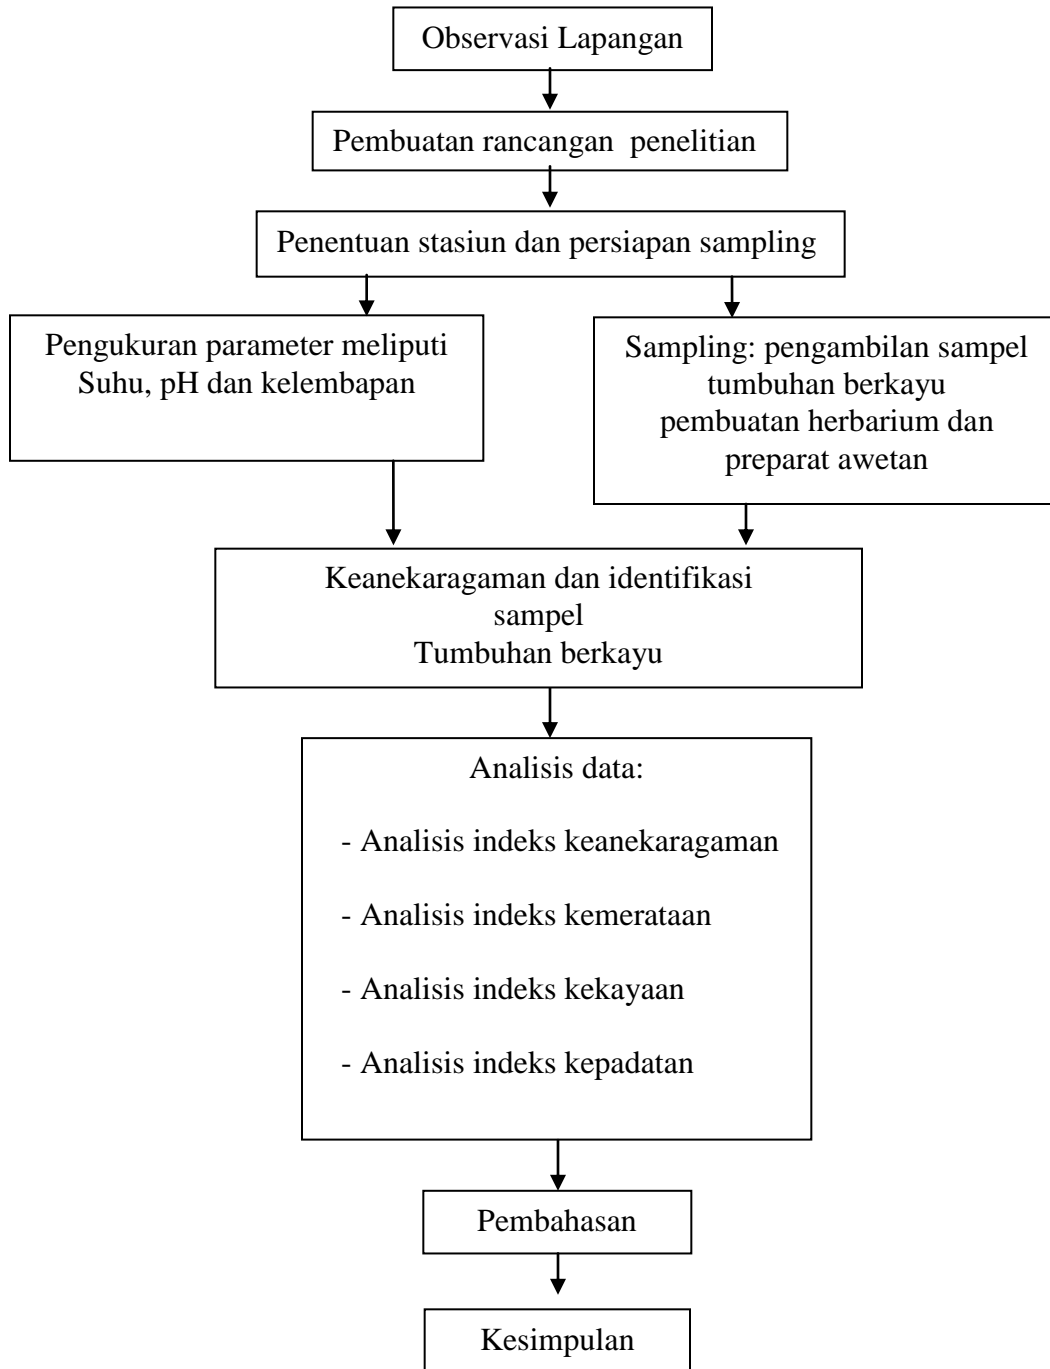 Observasi Lapangan
Pembuatan rancangan  penelitian
Penentuan stasiun dan persiapan sampling
Pengukuran parameter meliputi
Suhu, pH dan kelembapan
Sampling: pengambilan sampel
tumbuhan berkayu
pembuatan herbarium dan
preparat awetan
Keanekaragaman dan identifikasi
sampel
Tumbuhan berkayu
Analisis data:
- Analisis indeks keanekaragaman
- Analisis indeks kemerataan
- Analisis indeks kekayaan
- Analisis indeks kepadatan
Pembahasan
Kesimpulan